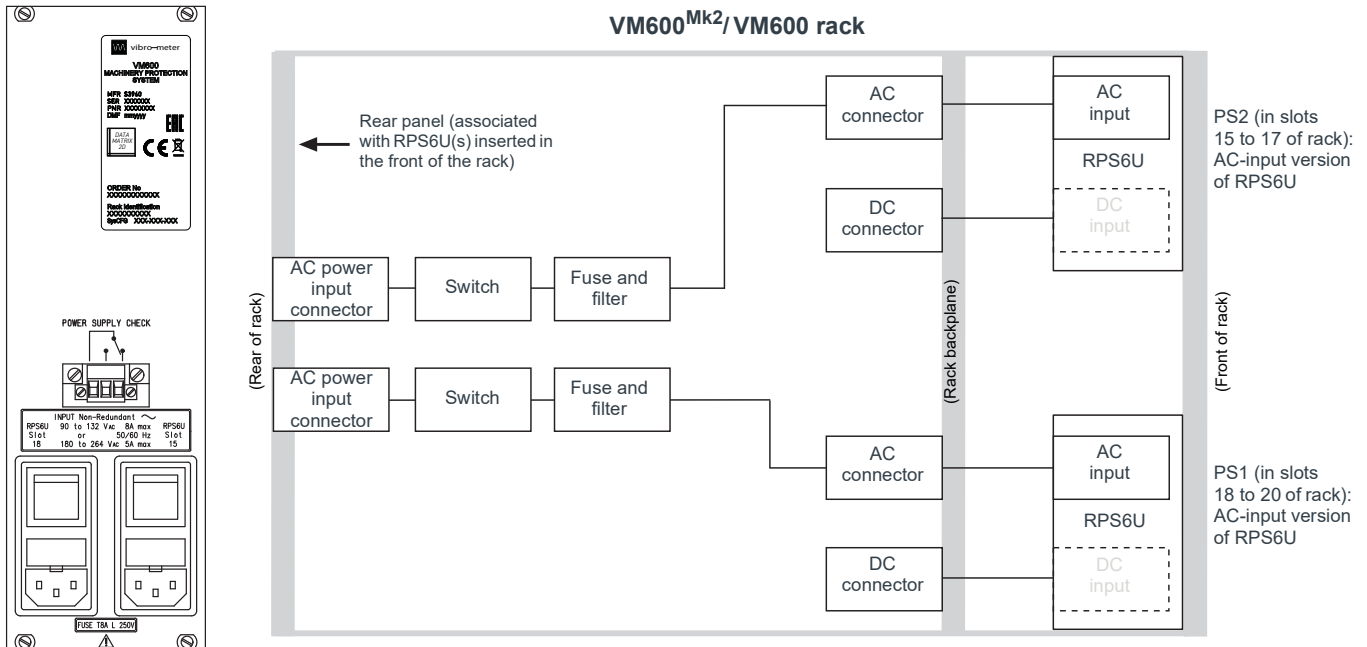 vibro-meter
VM600
MACHINERY PROTECTION
SYSTEM
MFR S3960
SER XXXXXXX
PNR XXXXXXXX
DMF mmyyyy
EAC
DATA
MATRIX
2D
CE
ORDER No
XXXXXXXXXXXX
Rack Identification
XXXXXXXXXX
SysCFG XXX-XXX-XXX
POWER SUPPLY CHECK
INPUT Non-Redundant
RPS6U 90 to 132 VAC 8A max RPS6U
Slot or 50/60 Hz Slot
18 180 to 264 VAC 5A max 15
FUSE T8A L 250V
VM600Mk2/ VM600 rack
Rear panel (associated
with RPS6U(s) inserted in
the front of the rack)
(Rear of rack)
AC power
input
connector
Switch
Fuse and
filter
AC
connector
DC
connector
(Rack backplane)
AC
input
RPS6U
DC
input
PS2 (in slots
15 to 17 of rack):
AC-input version
of RPS6U
(Front of rack)
AC power
input
connector
Switch
Fuse and
filter
AC
connector
DC
connector
AC
input
RPS6U
DC
input
PS1 (in slots
18 to 20 of rack):
AC-input version
of RPS6U